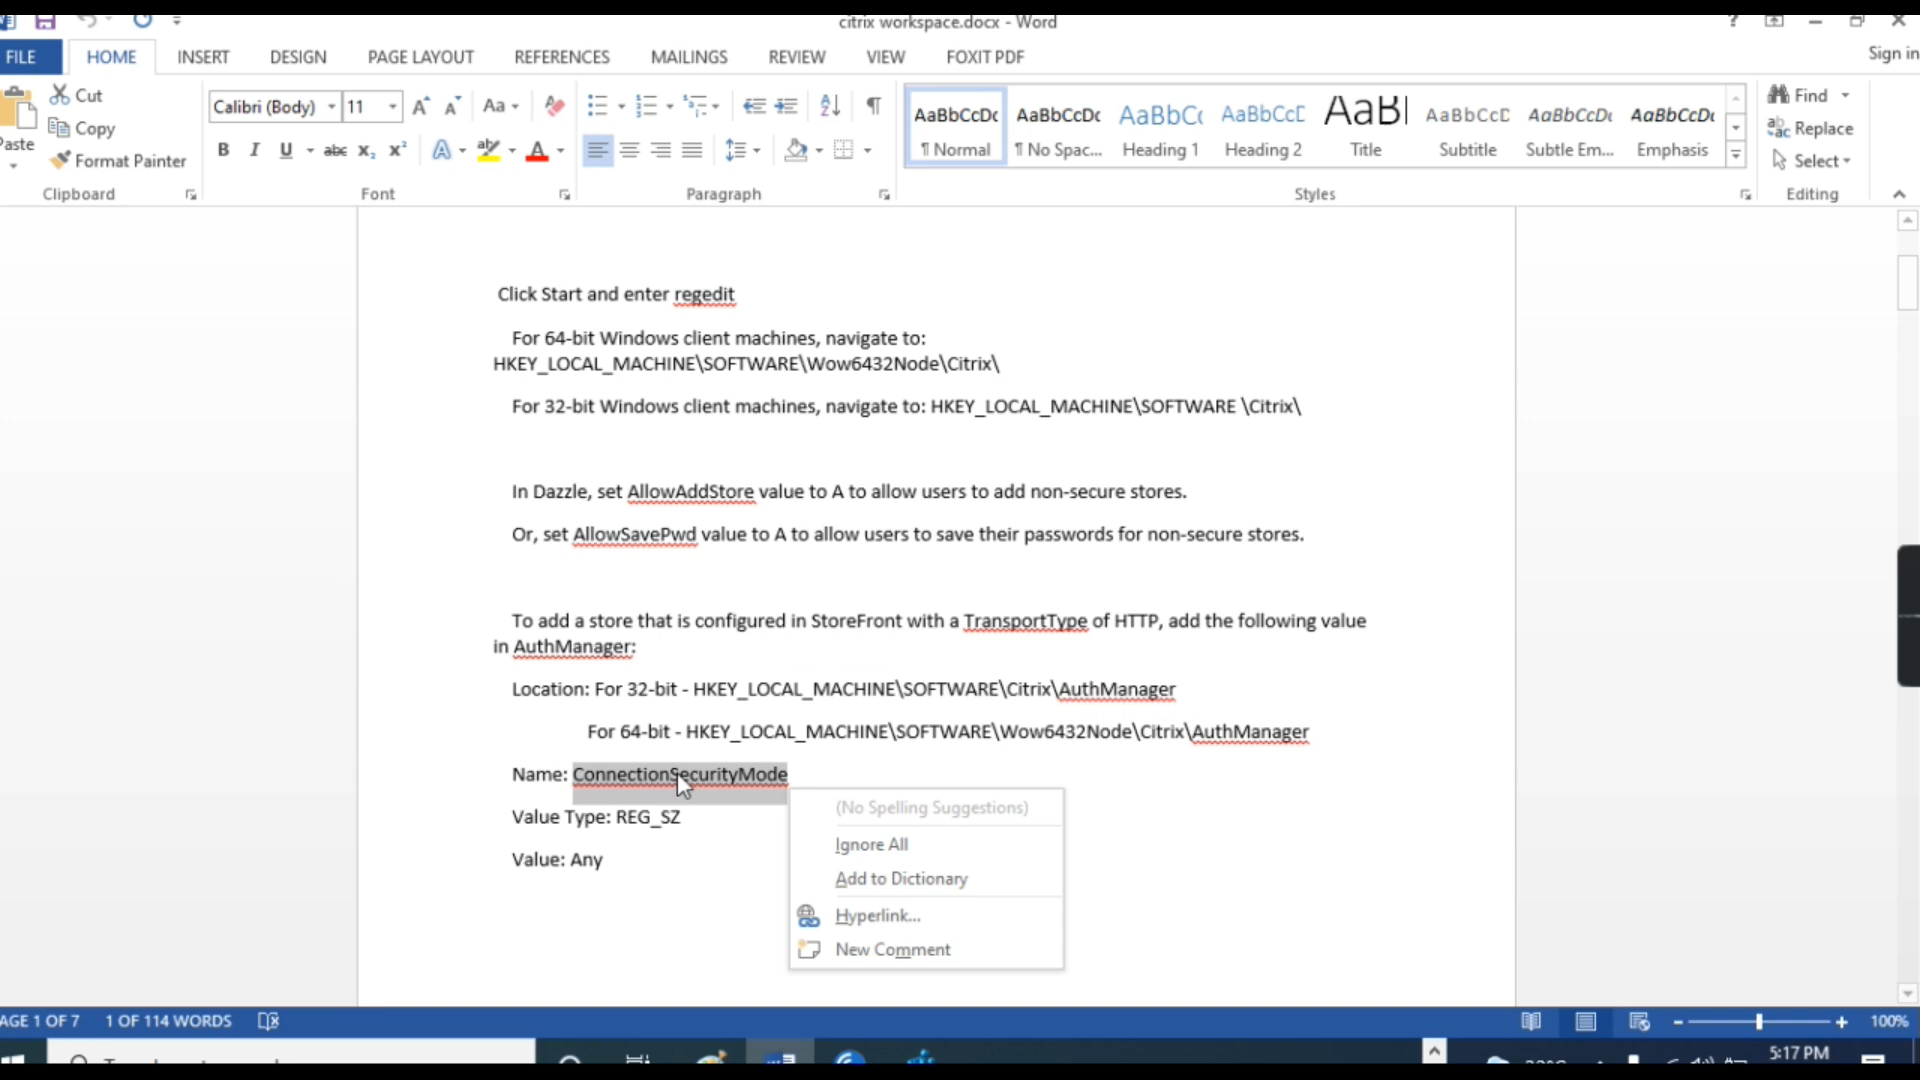 citrix workspace.docx - Word
?
FILE HOME INSERT DESIGN PAGE LAYOUT REFERENCES MAILINGS REVIEW VIEW FOXIT PDF
Sign in
Cut
Copy
Format Painter
Clipboard
Calibri (Body) 11
Font
Paragraph
AaBbCcDc AaBbCcDc AaBbCc AaBbCcD AaBl AaBbCcD AaBbCcDc AaBbCcDc
¶ Normal ¶ No Spac... Heading 1 Heading 2 Title Subtitle Subtle Em... Emphasis
Styles
Find
Replace
Select
Editing
Click Start and enter regedit
For 64-bit Windows client machines, navigate to:
HKEY_LOCAL_MACHINE\SOFTWARE\Wow6432Node\Citrix\
For 32-bit Windows client machines, navigate to: HKEY_LOCAL_MACHINE\SOFTWARE \Citrix\
In Dazzle, set AllowAddStore value to A to allow users to add non-secure stores.
Or, set AllowSavePwd value to A to allow users to save their passwords for non-secure stores.
To add a store that is configured in StoreFront with a TransportType of HTTP, add the following value
in AuthManager:
Location: For 32-bit - HKEY_LOCAL_MACHINE\SOFTWARE\Citrix\AuthManager
For 64-bit - HKEY_LOCAL_MACHINE\SOFTWARE\Wow6432Node\Citrix\AuthManager
Name: ConnectionSecurityMode
Value Type: REG_SZ
Value: Any
(No Spelling Suggestions)
Ignore All
Add to Dictionary
Hyperlink...
New Comment
1 OF 7 1 OF 114 WORDS
100%
5:17 PM